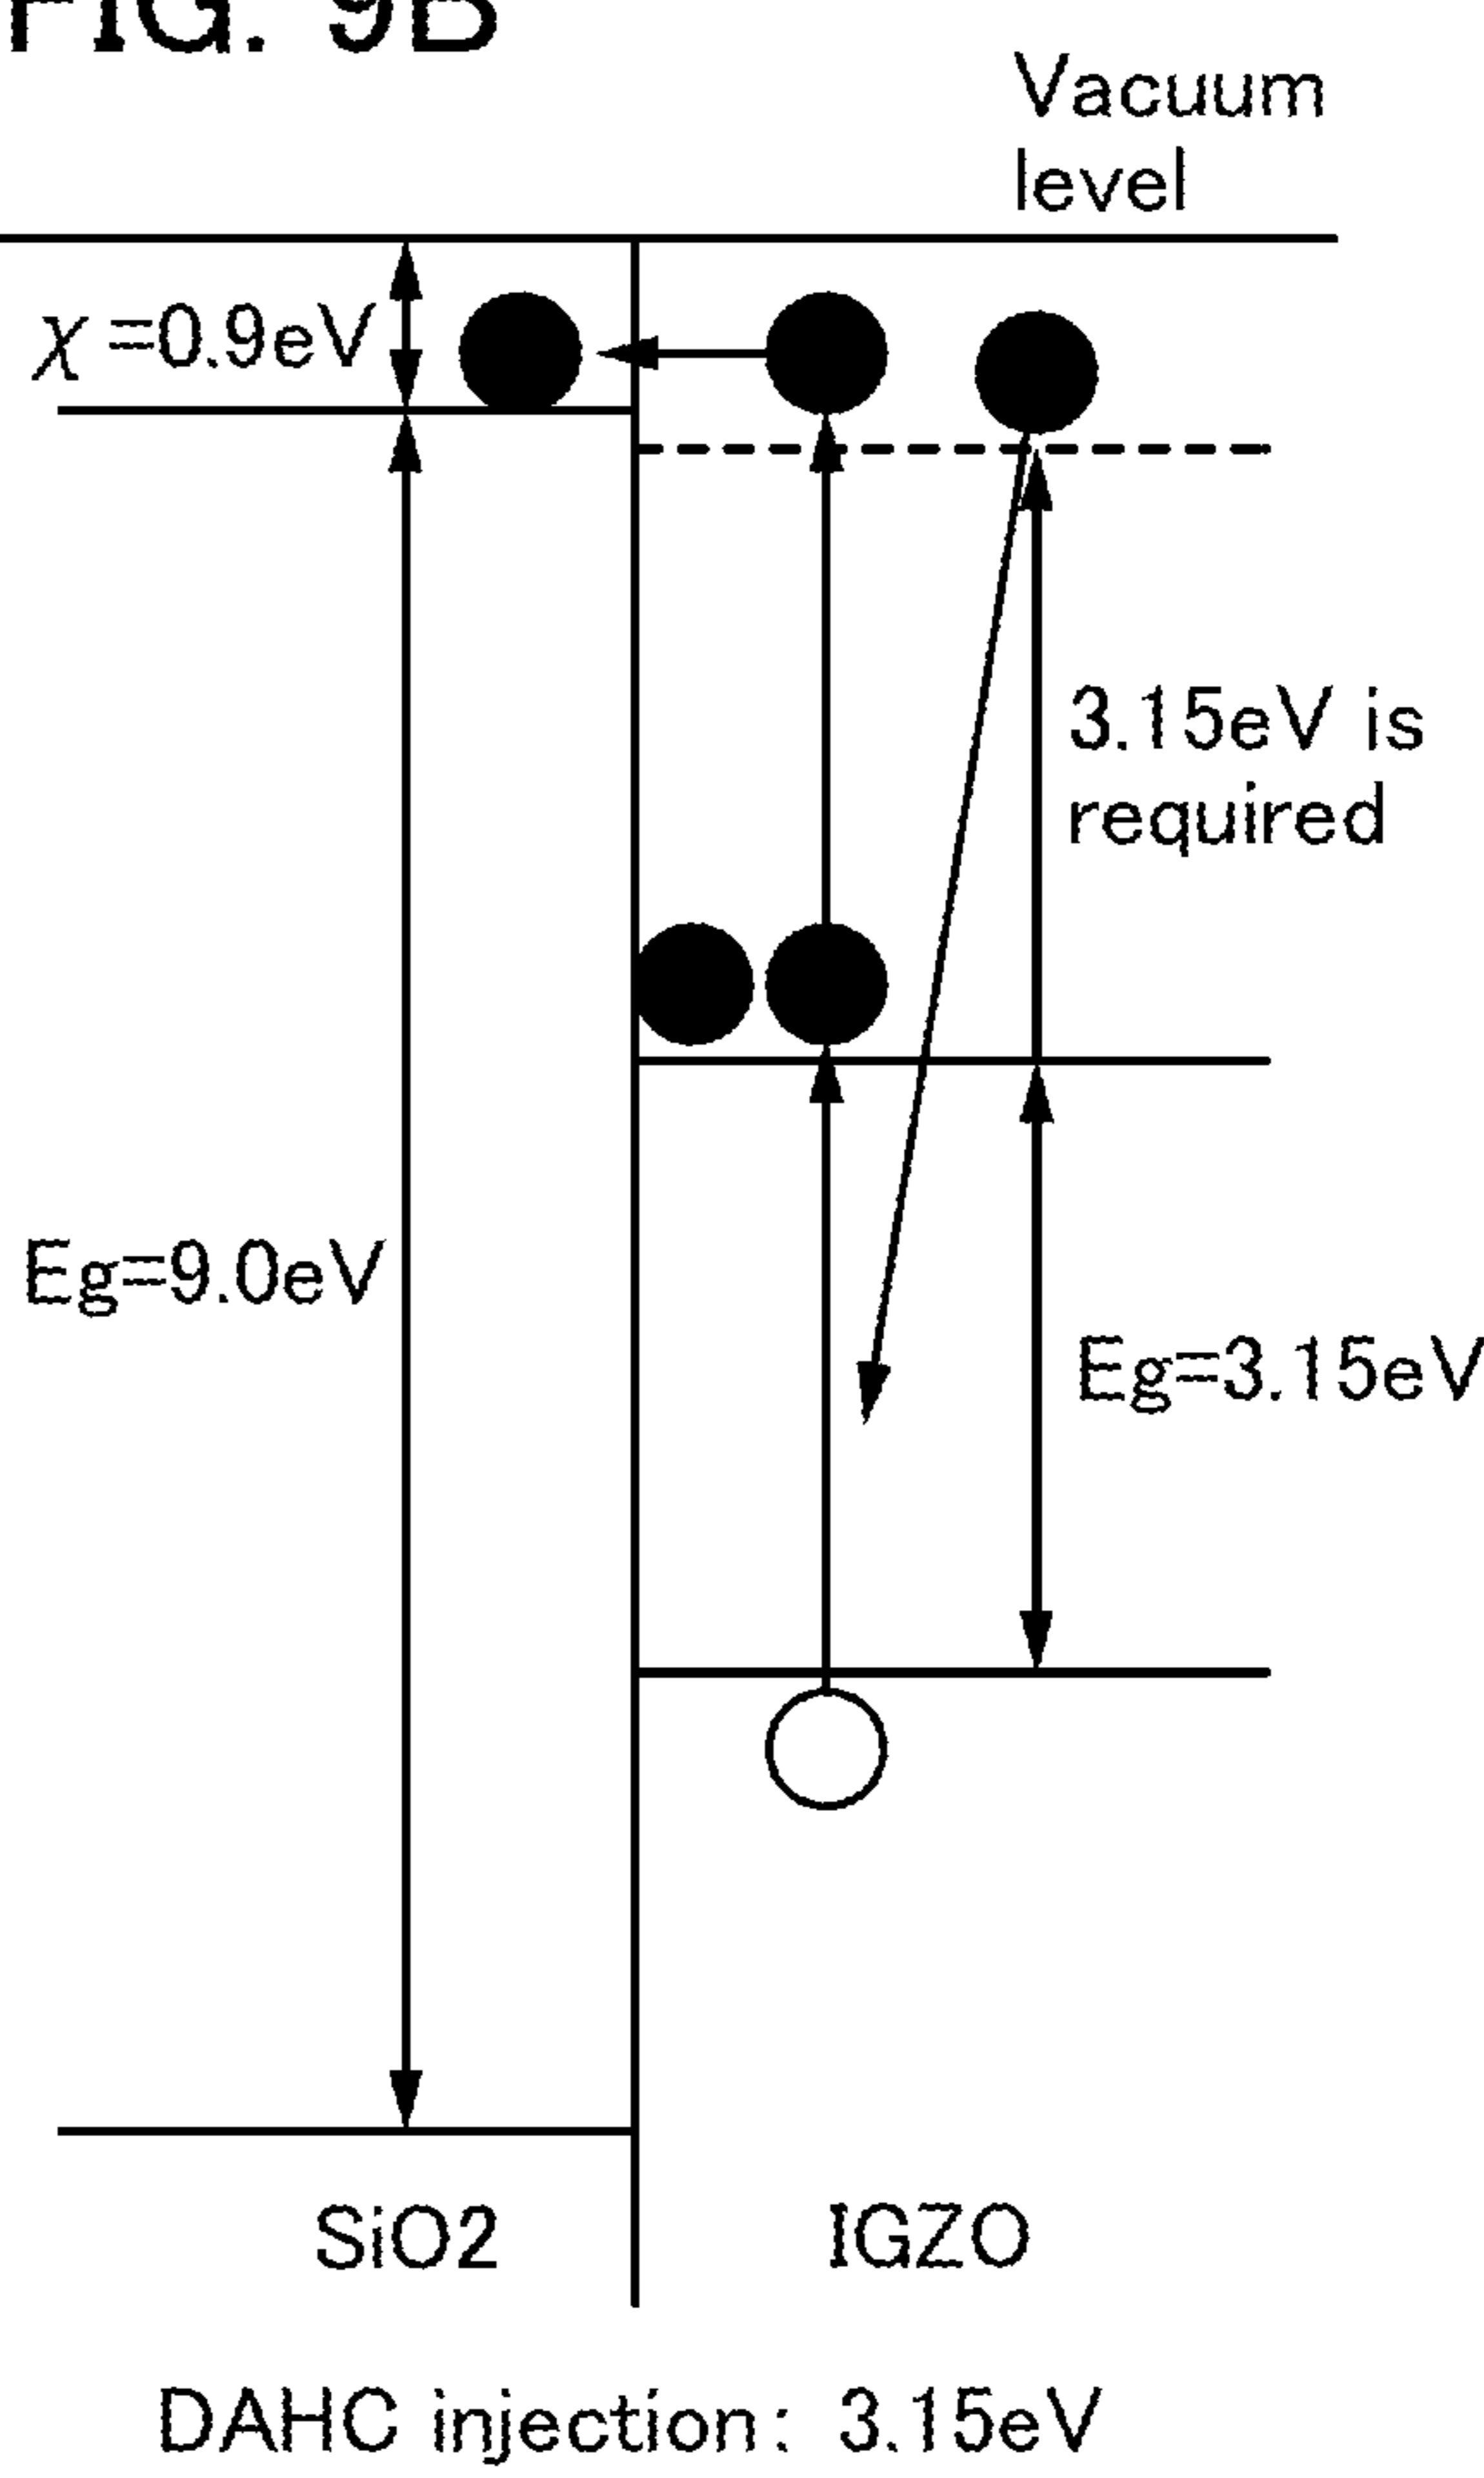 FIG. 9B
Vacuum
level
χ=0.9eV
3.15eV is
required
Eg=9.0eV
Eg=3.15eV
SiO2
IGZO
DAHC injection: 3.15eV